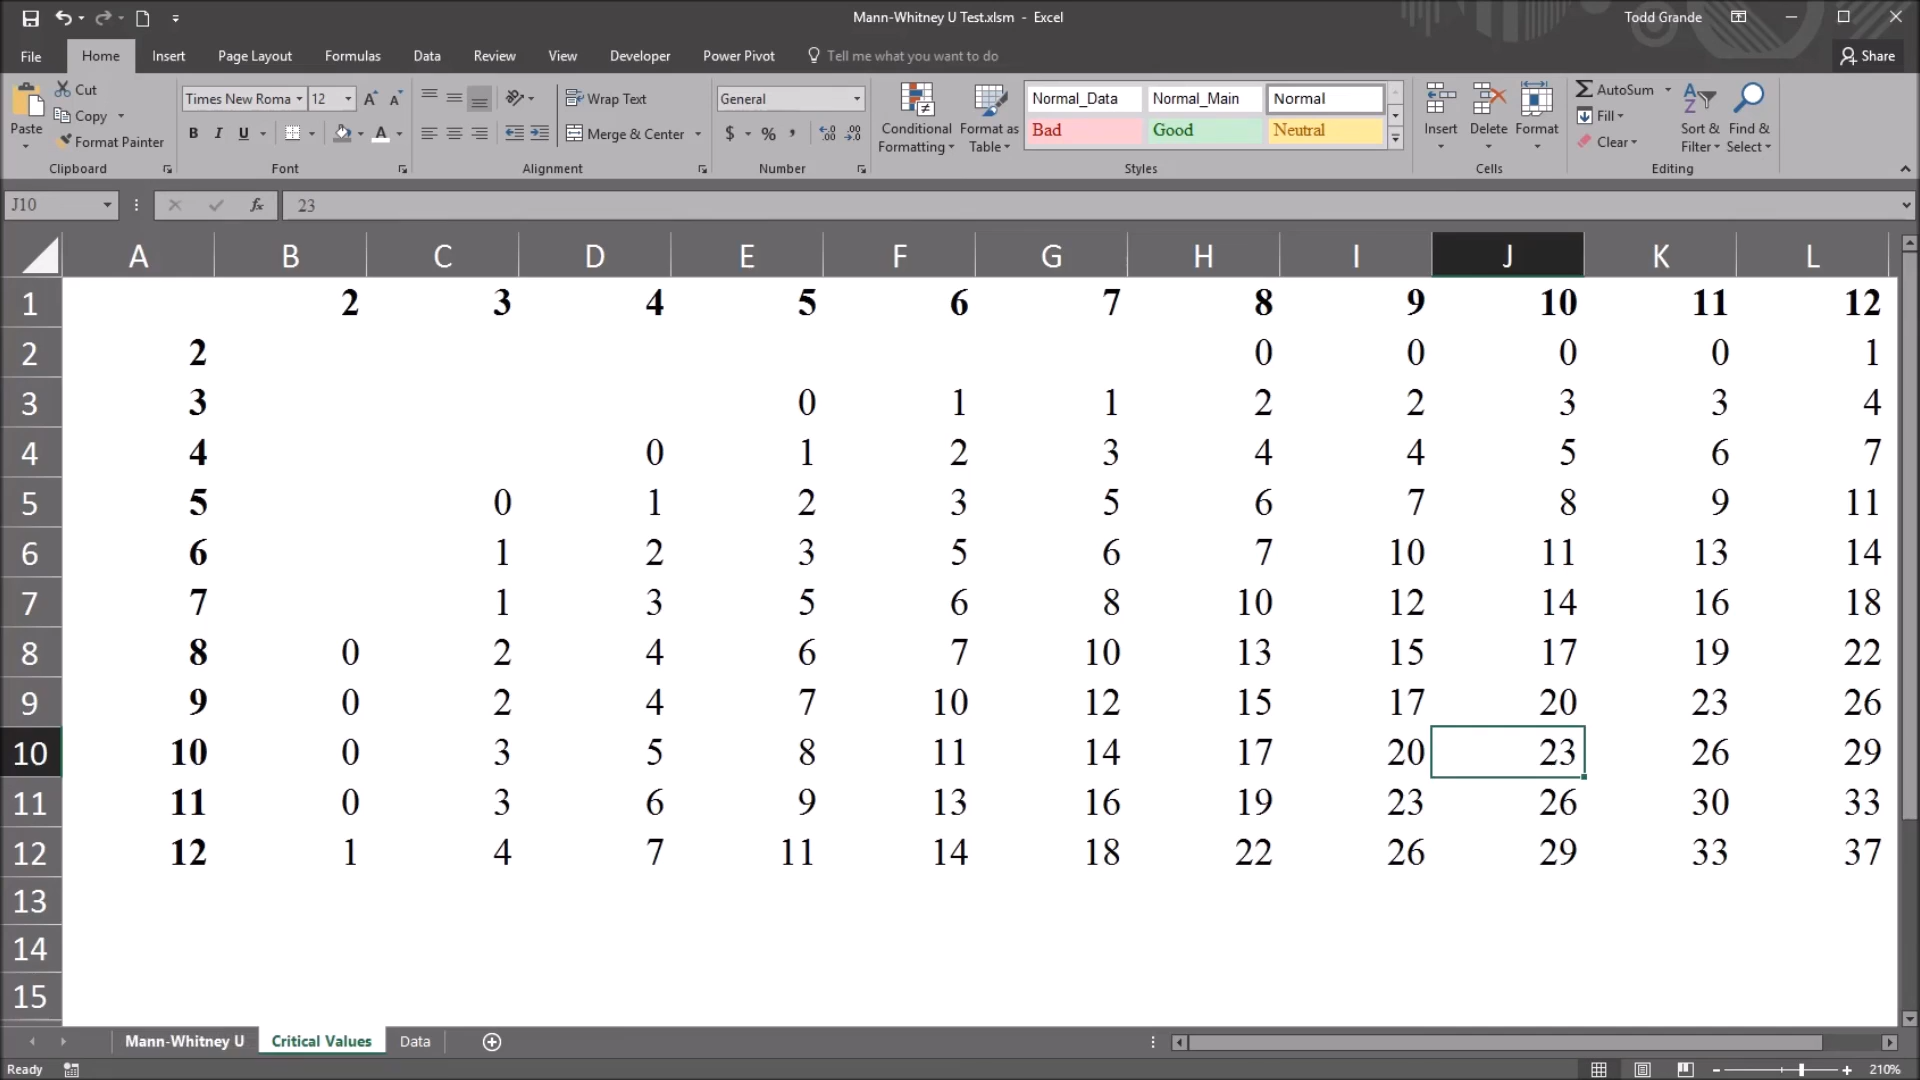 Mann-Whitney U Test.xlsm - Excel
Todd Grande
File Home Insert Page Layout Formulas Data Review View Developer Power Pivot Tell me what you want to do Share
Paste
Cut
Copy
Format Painter
Clipboard
Times New Roma 12
B I U
Font
Wrap Text
Merge & Center
Alignment
General
$ % ,
Number
Conditional Formatting
Format as Table
Normal_Data Normal_Main Normal
Bad Good Neutral
Styles
Insert Delete Format
Cells
AutoSum
Fill
Clear
Sort & Filter
Find & Select
Editing
J10 fx 23
A B C D E F G H I J K L
1 2 3 4 5 6 7 8 9 10 11 12
2 2 0 0 0 0 1
3 3 0 1 1 2 2 3 3 4
4 4 0 1 2 3 4 4 5 6 7
5 5 0 1 2 3 5 6 7 8 9 11
6 6 1 2 3 5 6 7 10 11 13 14
7 7 1 3 5 6 8 10 12 14 16 18
8 8 0 2 4 6 7 10 13 15 17 19 22
9 9 0 2 4 7 10 12 15 17 20 23 26
10 10 0 3 5 8 11 14 17 20 23 26 29
11 11 0 3 6 9 13 16 19 23 26 30 33
12 12 1 4 7 11 14 18 22 26 29 33 37
13
14
15
Mann-Whitney U Critical Values Data
Ready 210%